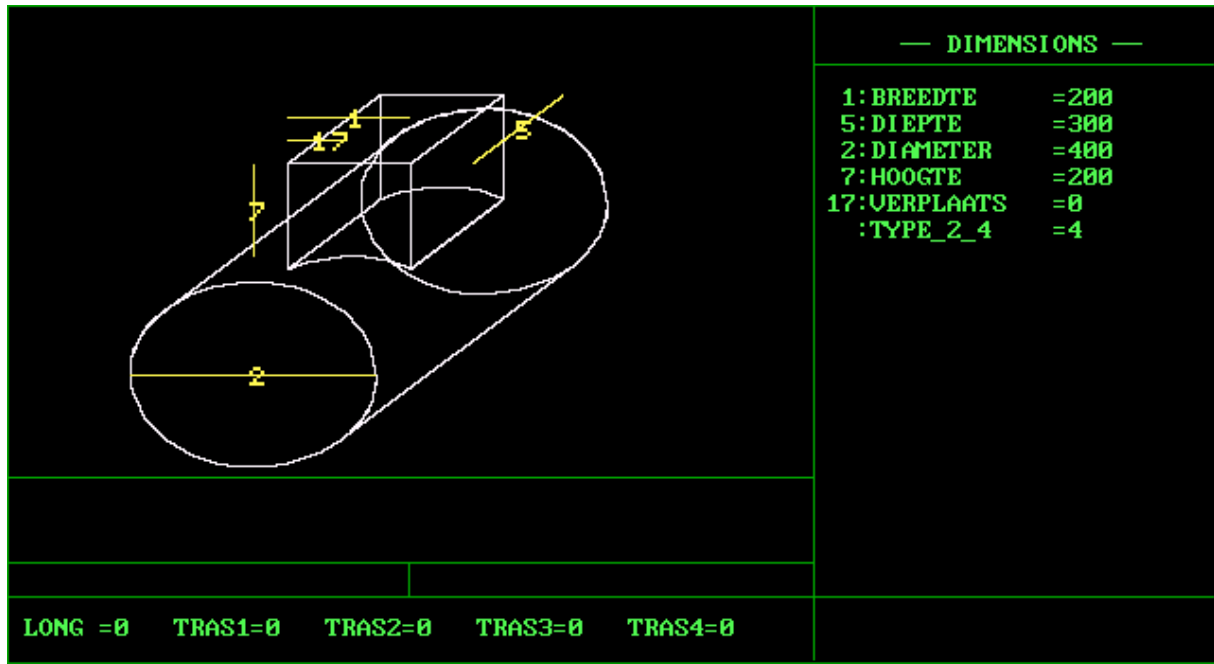 1
17
5
7
2
— DIMENSIONS —
1:BREEDTE =200
5:DIEPTE =300
2:DIAMETER =400
7:HOOGTE =200
17:VERPLAATS =0
:TYPE_2_4 =4
LONG =0 TRAS1=0 TRAS2=0 TRAS3=0 TRAS4=0